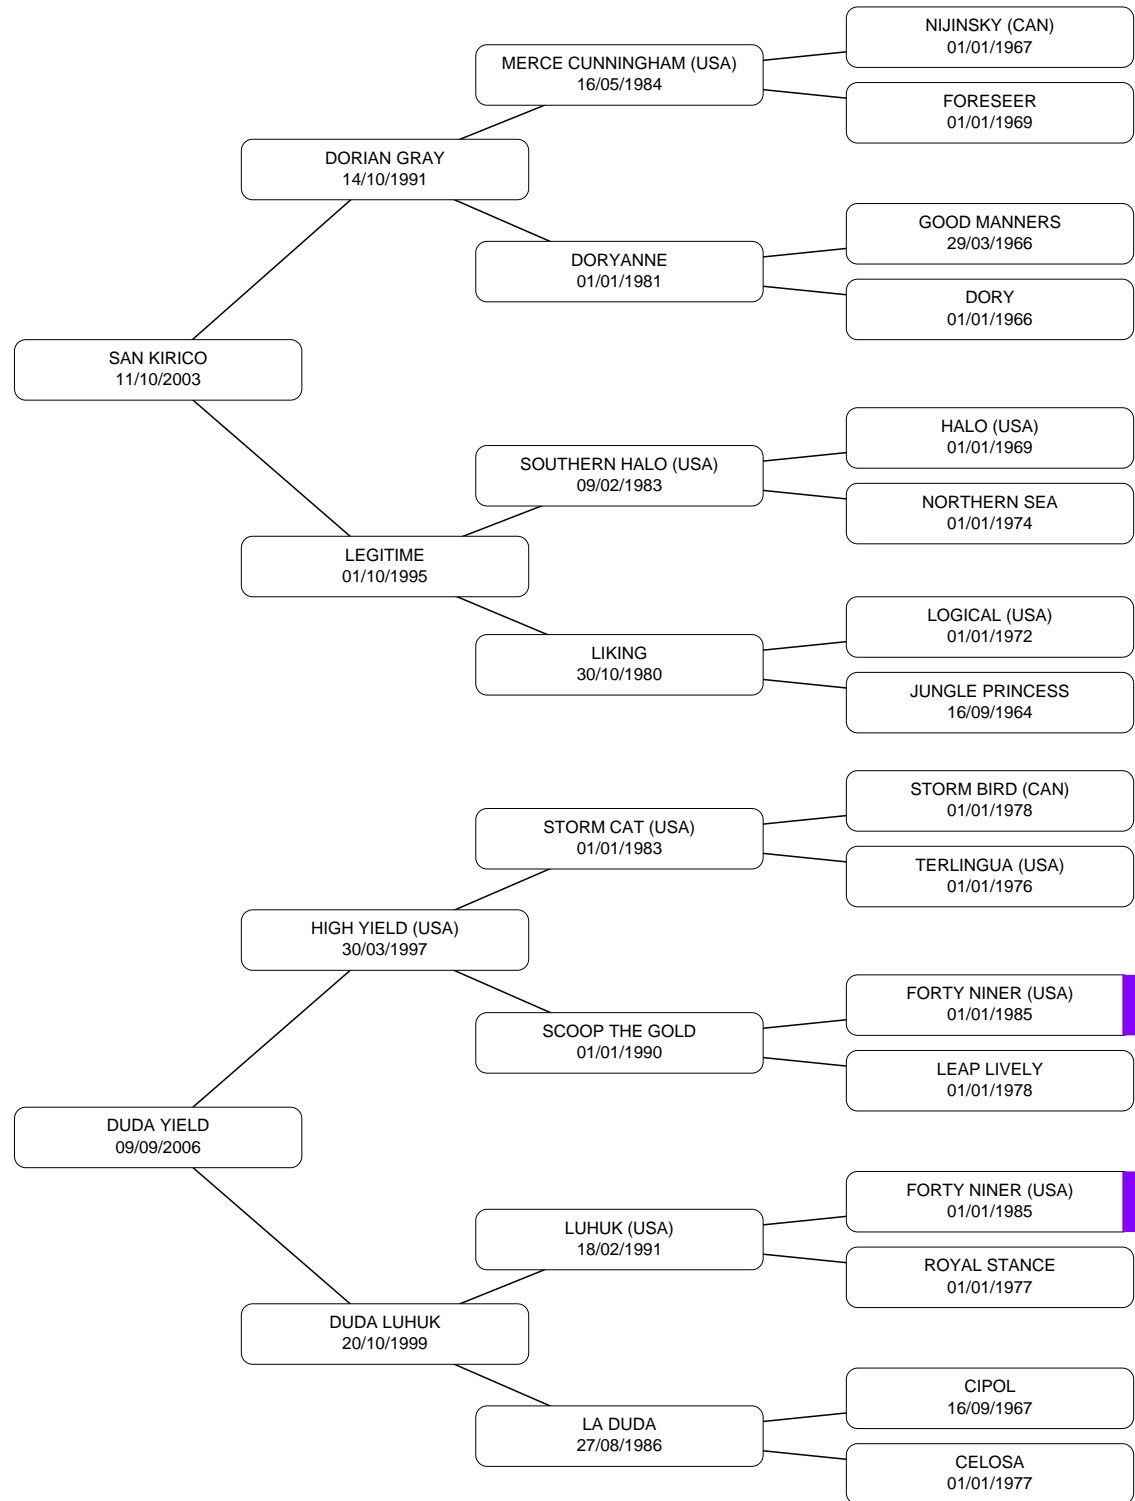 NIJINSKY (CAN)
01/01/1967
MERCE CUNNINGHAM (USA)
16/05/1984
FORESEER
01/01/1969
DORIAN GRAY
14/10/1991
GOOD MANNERS
29/03/1966
DORYANNE
01/01/1981
DORY
01/01/1966
SAN KIRICO
11/10/2003
HALO (USA)
01/01/1969
SOUTHERN HALO (USA)
09/02/1983
NORTHERN SEA
01/01/1974
LEGITIME
01/10/1995
LOGICAL (USA)
01/01/1972
LIKING
30/10/1980
JUNGLE PRINCESS
16/09/1964
STORM BIRD (CAN)
01/01/1978
STORM CAT (USA)
01/01/1983
TERLINGUA (USA)
01/01/1976
HIGH YIELD (USA)
30/03/1997
FORTY NINER (USA)
01/01/1985
SCOOP THE GOLD
01/01/1990
LEAP LIVELY
01/01/1978
DUDA YIELD
09/09/2006
FORTY NINER (USA)
01/01/1985
LUHUK (USA)
18/02/1991
ROYAL STANCE
01/01/1977
DUDA LUHUK
20/10/1999
CIPOL
16/09/1967
LA DUDA
27/08/1986
CELOSA
01/01/1977